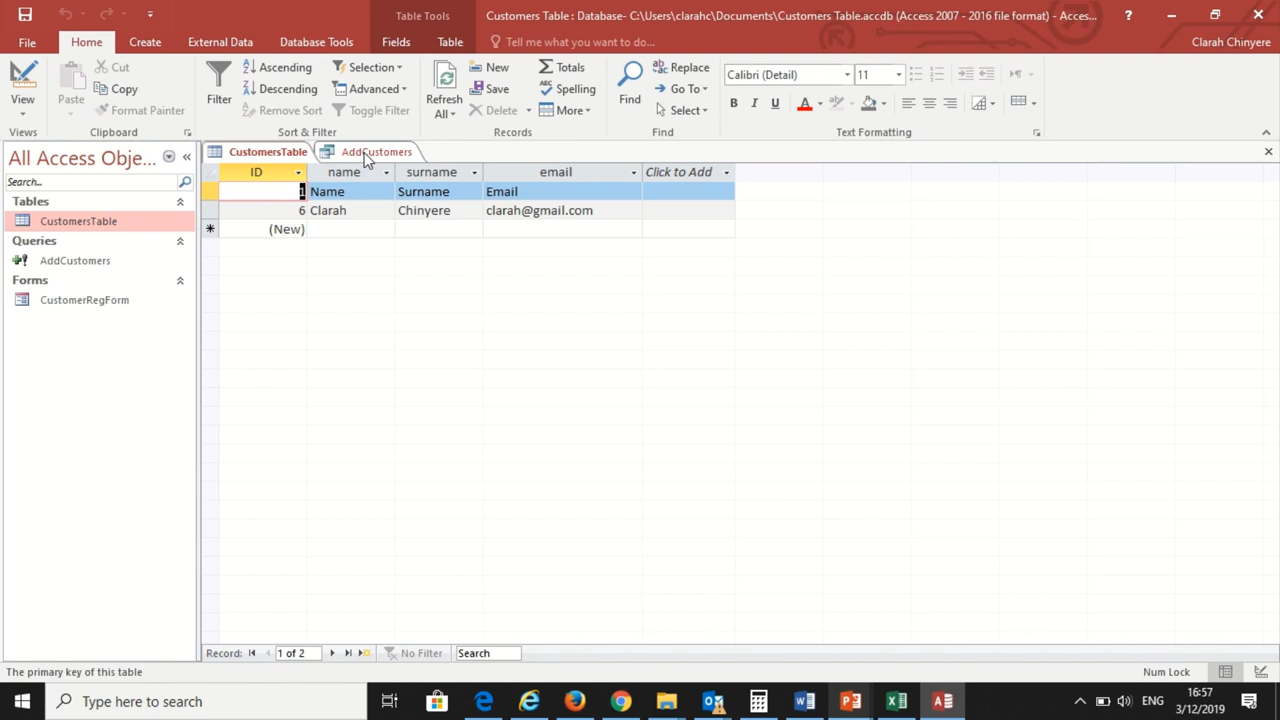 Table Tools
Customers Table : Database- C:\Users\clarahc\Documents\Customers Table.accdb (Access 2007 - 2016 file format) - Acces...
?
File Home Create External Data Database Tools Fields Table Tell me what you want to do... Clarah Chinyere
View
Views
Paste
Cut
Copy
Format Painter
Clipboard
Filter
Ascending
Descending
Remove Sort
Selection
Advanced
Toggle Filter
Sort & Filter
Refresh
All
New
Save
Delete
Totals
Spelling
More
Records
Find
Replace
Go To
Select
Find
Calibri (Detail) 11
B I U A ab
Text Formatting
All Access Obje...
Search...
Tables
CustomersTable
Queries
AddCustomers
Forms
CustomerRegForm
CustomersTable AddCustomers
ID name surname email Click to Add
1 Name Surname Email
6 Clarah Chinyere clarah@gmail.com
* (New)
Record: 1 of 2 No Filter Search
The primary key of this table
Num Lock
Type here to search
ENG
16:57
3/12/2019